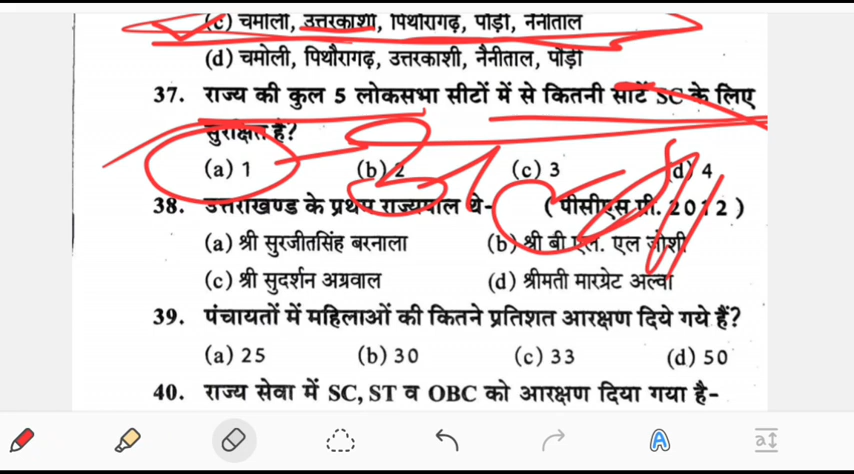 (c) चमोली, उत्तरकाशी, पिथौरागढ़, पौड़ी, नैनीताल
(d) चमोली, पिथौरागढ़, उत्तरकाशी, नैनीताल, पौड़ी
37. राज्य की कुल 5 लोकसभा सीटों में से कितनी सीटें SC के लिए
सुरक्षित है?
(a) 1 (b) 2 (c) 3 (d) 4
38. उत्तराखण्ड के प्रथम राज्यपाल थे- ( पीसीएस पी. 2012 )
(a) श्री सुरजीतसिंह बरनाला (b) श्री बी एल. एल जोशी
(c) श्री सुदर्शन अग्रवाल (d) श्रीमती मारग्रेट अल्वा
39. पंचायतों में महिलाओं की कितने प्रतिशत आरक्षण दिये गये हैं?
(a) 25 (b) 30 (c) 33 (d) 50
40. राज्य सेवा में SC, ST व OBC को आरक्षण दिया गया है-